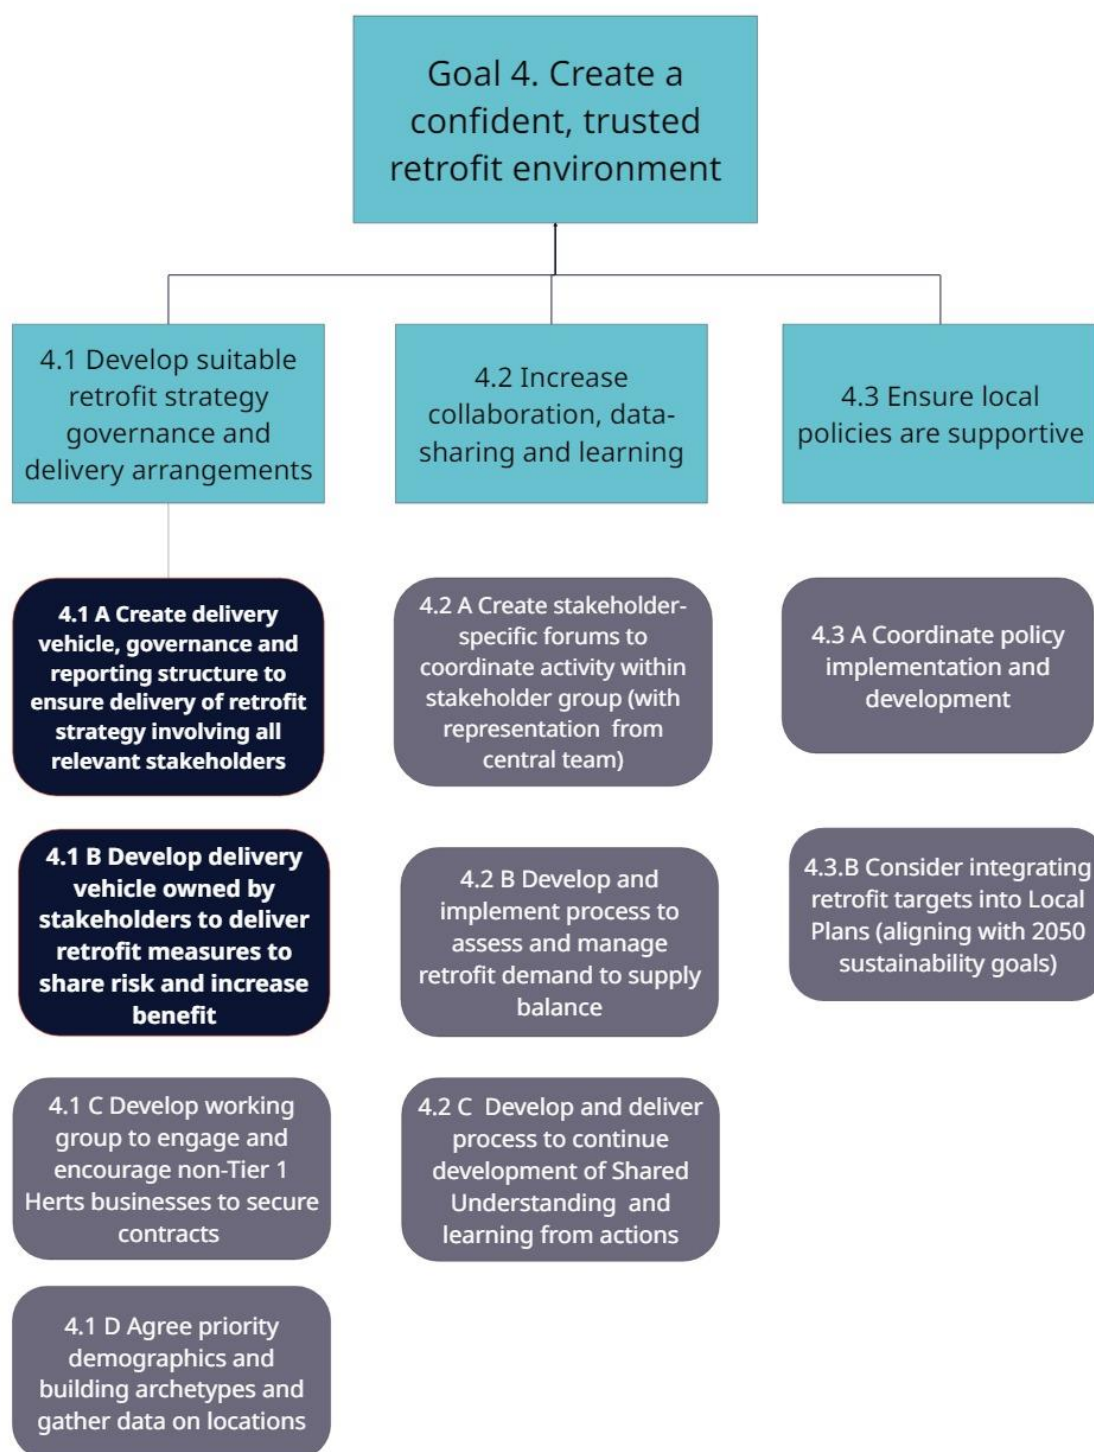 Goal 4. Create a
confident, trusted
retrofit environment
4.1 Develop suitable
retrofit strategy
governance and
delivery arrangements
4.2 Increase
collaboration, data-
sharing and learning
4.3 Ensure local
policies are supportive
4.1 A Create delivery
vehicle, governance and
reporting structure to
ensure delivery of retrofit
strategy involving all
relevant stakeholders
4.2 A Create stakeholder-
specific forums to
coordinate activity within
stakeholder group (with
representation from
central team)
4.3 A Coordinate policy
implementation and
development
4.1 B Develop delivery
vehicle owned by
stakeholders to deliver
retrofit measures to
share risk and increase
benefit
4.2 B Develop and
implement process to
assess and manage
retrofit demand to supply
balance
4.3.B Consider integrating
retrofit targets into Local
Plans (aligning with 2050
sustainability goals)
4.1 C Develop working
group to engage and
encourage non-Tier 1
Herts businesses to secure
contracts
4.2 C Develop and deliver
process to continue
development of Shared
Understanding and
learning from actions
4.1 D Agree priority
demographics and
building archetypes and
gather data on locations